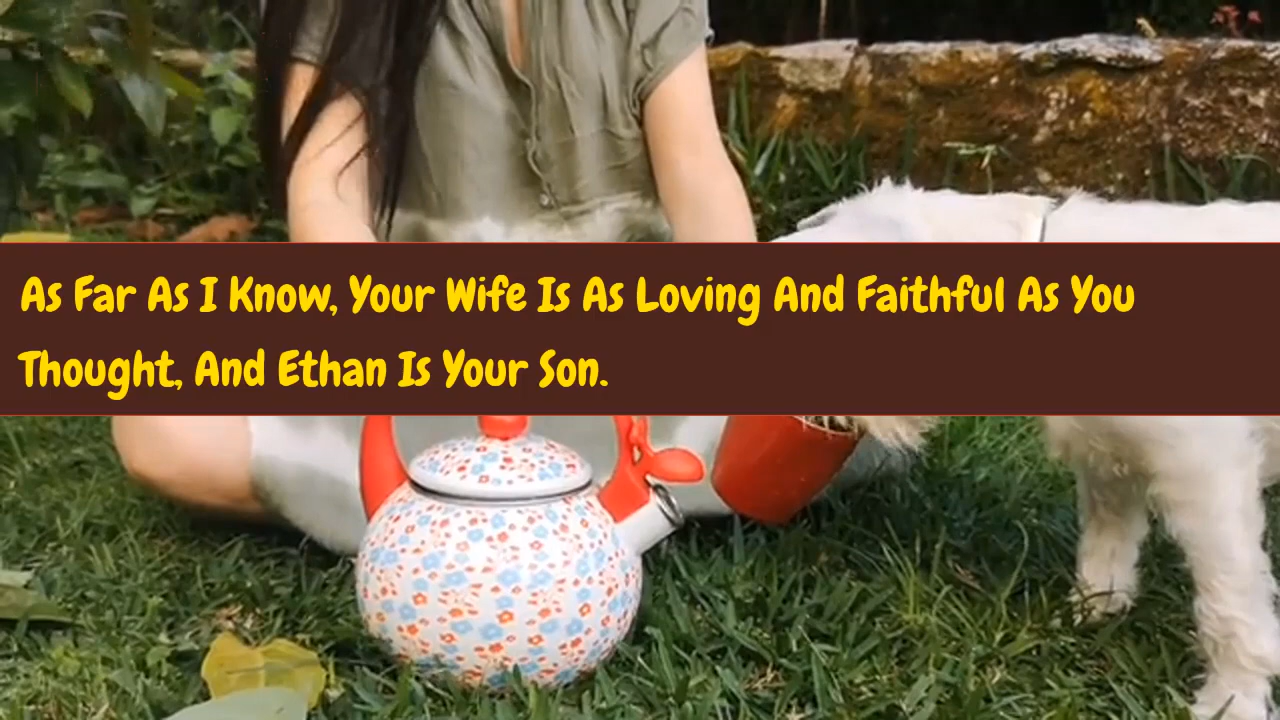 As Far As I Know, Your Wife Is As Loving And Faithful As You
Thought, And Ethan Is Your Son.